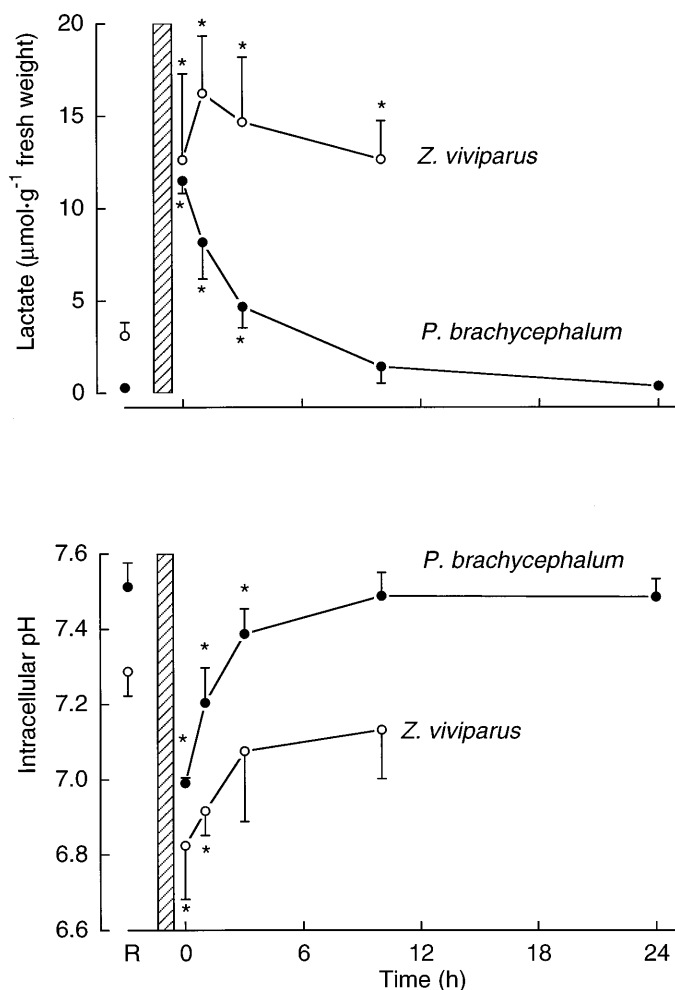 20
15
10
5
0
Lactate (μmol·g⁻¹ fresh weight)
*
*
*
*
Z. viviparus
*
*
*
P. brachycephalum
7.6
7.4
7.2
7.0
6.8
6.6
Intracellular pH
P. brachycephalum
*
*
*
Z. viviparus
*
*
R 0 6 12 18 24
Time (h)